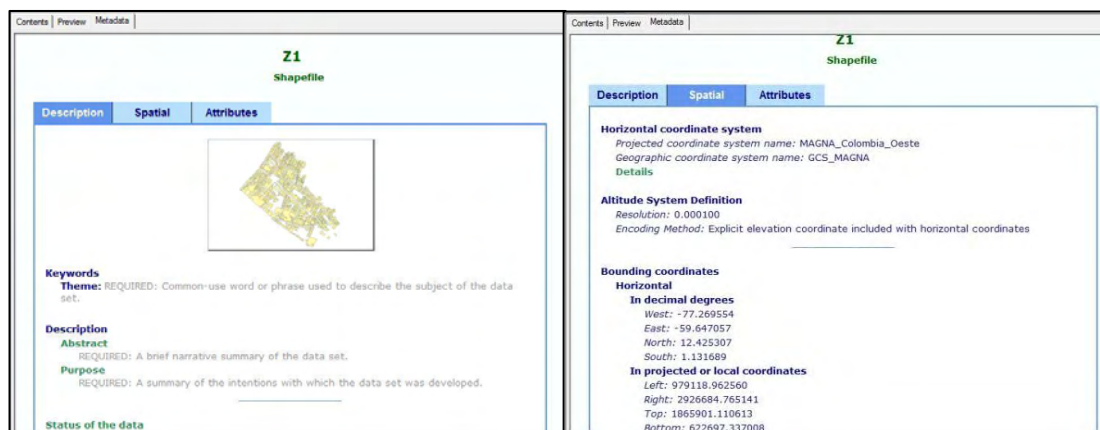 Contents Preview Metadata
Z1
Shapefile
Description Spatial Attributes
Keywords
Theme: REQUIRED: Common-use word or phrase used to describe the subject of the data
set.
Description
Abstract
REQUIRED: A brief narrative summary of the data set.
Purpose
REQUIRED: A summary of the intentions with which the data set was developed.
Status of the data
Contents Preview Metadata
Z1
Shapefile
Description Spatial Attributes
Horizontal coordinate system
Projected coordinate system name: MAGNA_Colombia_Oeste
Geographic coordinate system name: GCS_MAGNA
Details
Altitude System Definition
Resolution: 0.000100
Encoding Method: Explicit elevation coordinate included with horizontal coordinates
Bounding coordinates
Horizontal
In decimal degrees
West: -77.269554
East: -59.647057
North: 12.425307
South: 1.131689
In projected or local coordinates
Left: 979118.962560
Right: 2926684.765141
Top: 1865901.110613
Bottom: 622697.337008